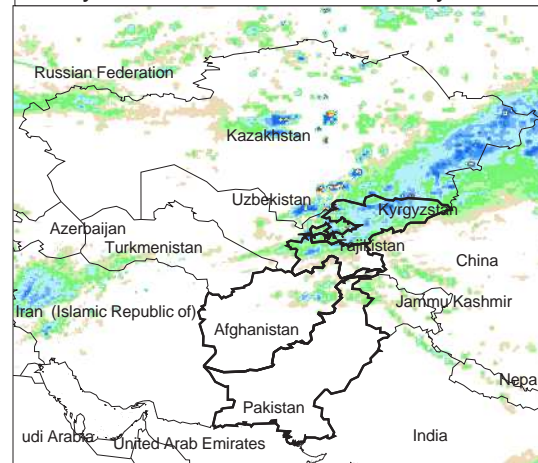 Russian Federation
Kazakhstan
Uzbekistan
Kyrgyzstan
Azerbaijan
Turkmenistan
Tajikistan
China
Iran (Islamic Republic of)
Jammu/Kashmir
Afghanistan
Nepa
Pakistan
udi Arabia
United Arab Emirates
India